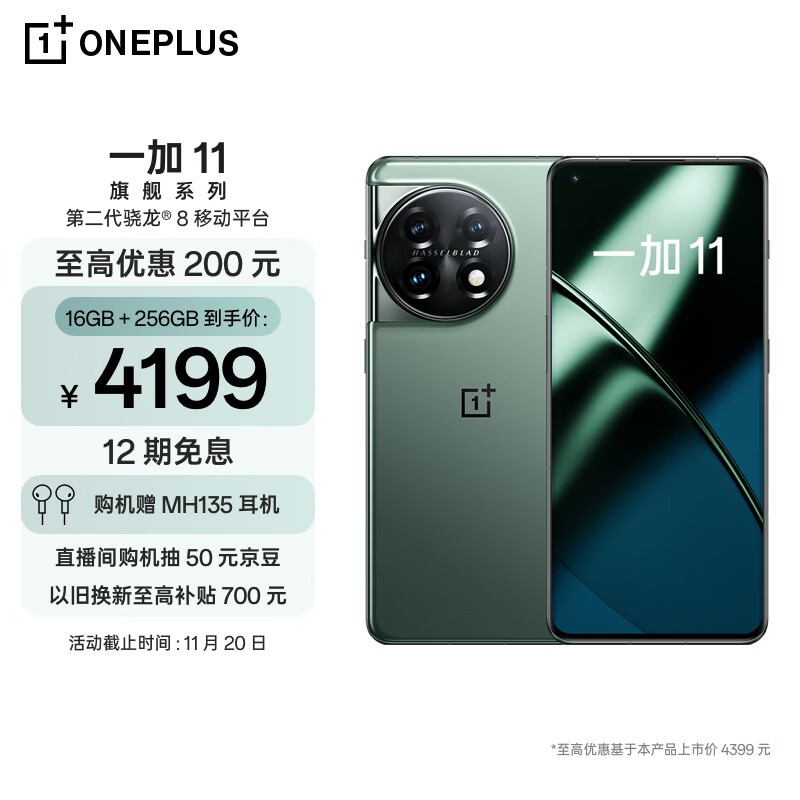 1+ ONEPLUS
一加 11
旗舰系列
第二代骁龙® 8 移动平台
至高优惠 200 元
16GB + 256GB 到手价:
¥ 4199
12 期免息
购机赠 MH135 耳机
直播间购机抽 50 元京豆
以旧换新至高补贴 700 元
活动截止时间 : 11 月 20 日
HASSELBLAD
1+
一加 11
*至高优惠基于本产品上市价 4399 元